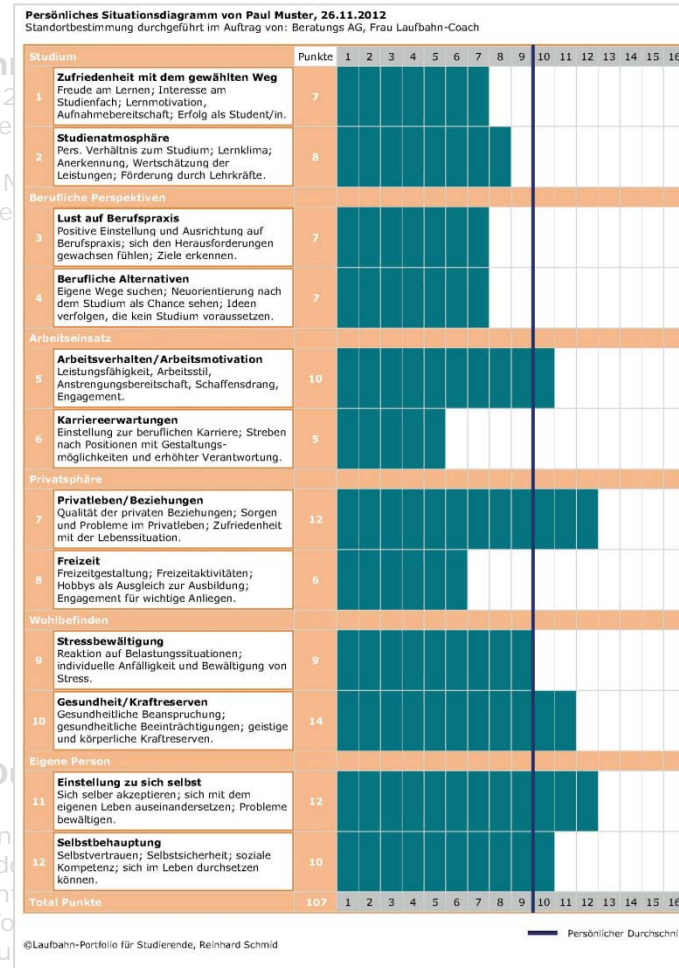 Persönliches Situationsdiagramm von Paul Muster, 26.11.2012
Standortbestimmung durchgeführt im Auftrag von: Beratungs AG, Frau Laufbahn-Coach
Studium Punkte 1 2 3 4 5 6 7 8 9 10 11 12 13 14 15 16
1 Zufriedenheit mit dem gewählten Weg 7
Freude am Lernen; Interesse am
Studienfach; Lernmotivation,
Aufnahmebereitschaft; Erfolg als Student/in.
2 Studienatmosphäre 8
Pers. Verhältnis zum Studium; Lernklima;
Anerkennung, Wertschätzung der
Leistungen; Förderung durch Lehrkräfte.
Berufliche Perspektiven
3 Lust auf Berufspraxis 7
Positive Einstellung und Ausrichtung auf
Berufspraxis; sich den Herausforderungen
gewachsen fühlen; Ziele erkennen.
4 Berufliche Alternativen 7
Eigene Wege suchen; Neuorientierung nach
dem Studium als Chance sehen; Ideen
verfolgen, die kein Studium voraussetzen.
Arbeitseinsatz
5 Arbeitsverhalten/Arbeitsmotivation 10
Leistungsfähigkeit, Arbeitsstil,
Anstrengungsbereitschaft, Schaffensdrang,
Engagement.
6 Karriereerwartungen 5
Einstellung zur beruflichen Karriere; Streben
nach Positionen mit Gestaltungs-
möglichkeiten und erhöhter Verantwortung.
Privatsphäre
7 Privatleben/Beziehungen 12
Qualität der privaten Beziehungen; Sorgen
und Probleme im Privatleben; Zufriedenheit
mit der Lebenssituation.
8 Freizeit 6
Freizeitgestaltung; Freizeitaktivitäten;
Hobbys als Ausgleich zur Ausbildung;
Engagement für wichtige Anliegen.
Wohlbefinden
9 Stressbewältigung 9
Reaktion auf Belastungssituationen;
individuelle Anfälligkeit und Bewältigung von
Stress.
10 Gesundheit/Kraftreserven 14
Gesundheitliche Beanspruchung;
gesundheitliche Beeinträchtigungen; geistige
und körperliche Kraftreserven.
Eigene Person
11 Einstellung zu sich selbst 12
Sich selber akzeptieren; sich mit dem
eigenen Leben auseinandersetzen; Probleme
bewältigen.
12 Selbstbehauptung 10
Selbstvertrauen; Selbstsicherheit; soziale
Kompetenz; sich im Leben durchsetzen
können.
Total Punkte 107 1 2 3 4 5 6 7 8 9 10 11 12 13 14 15 16
Persönlicher Durchschnit
©Laufbahn-Portfolio für Studierende, Reinhard Schmid